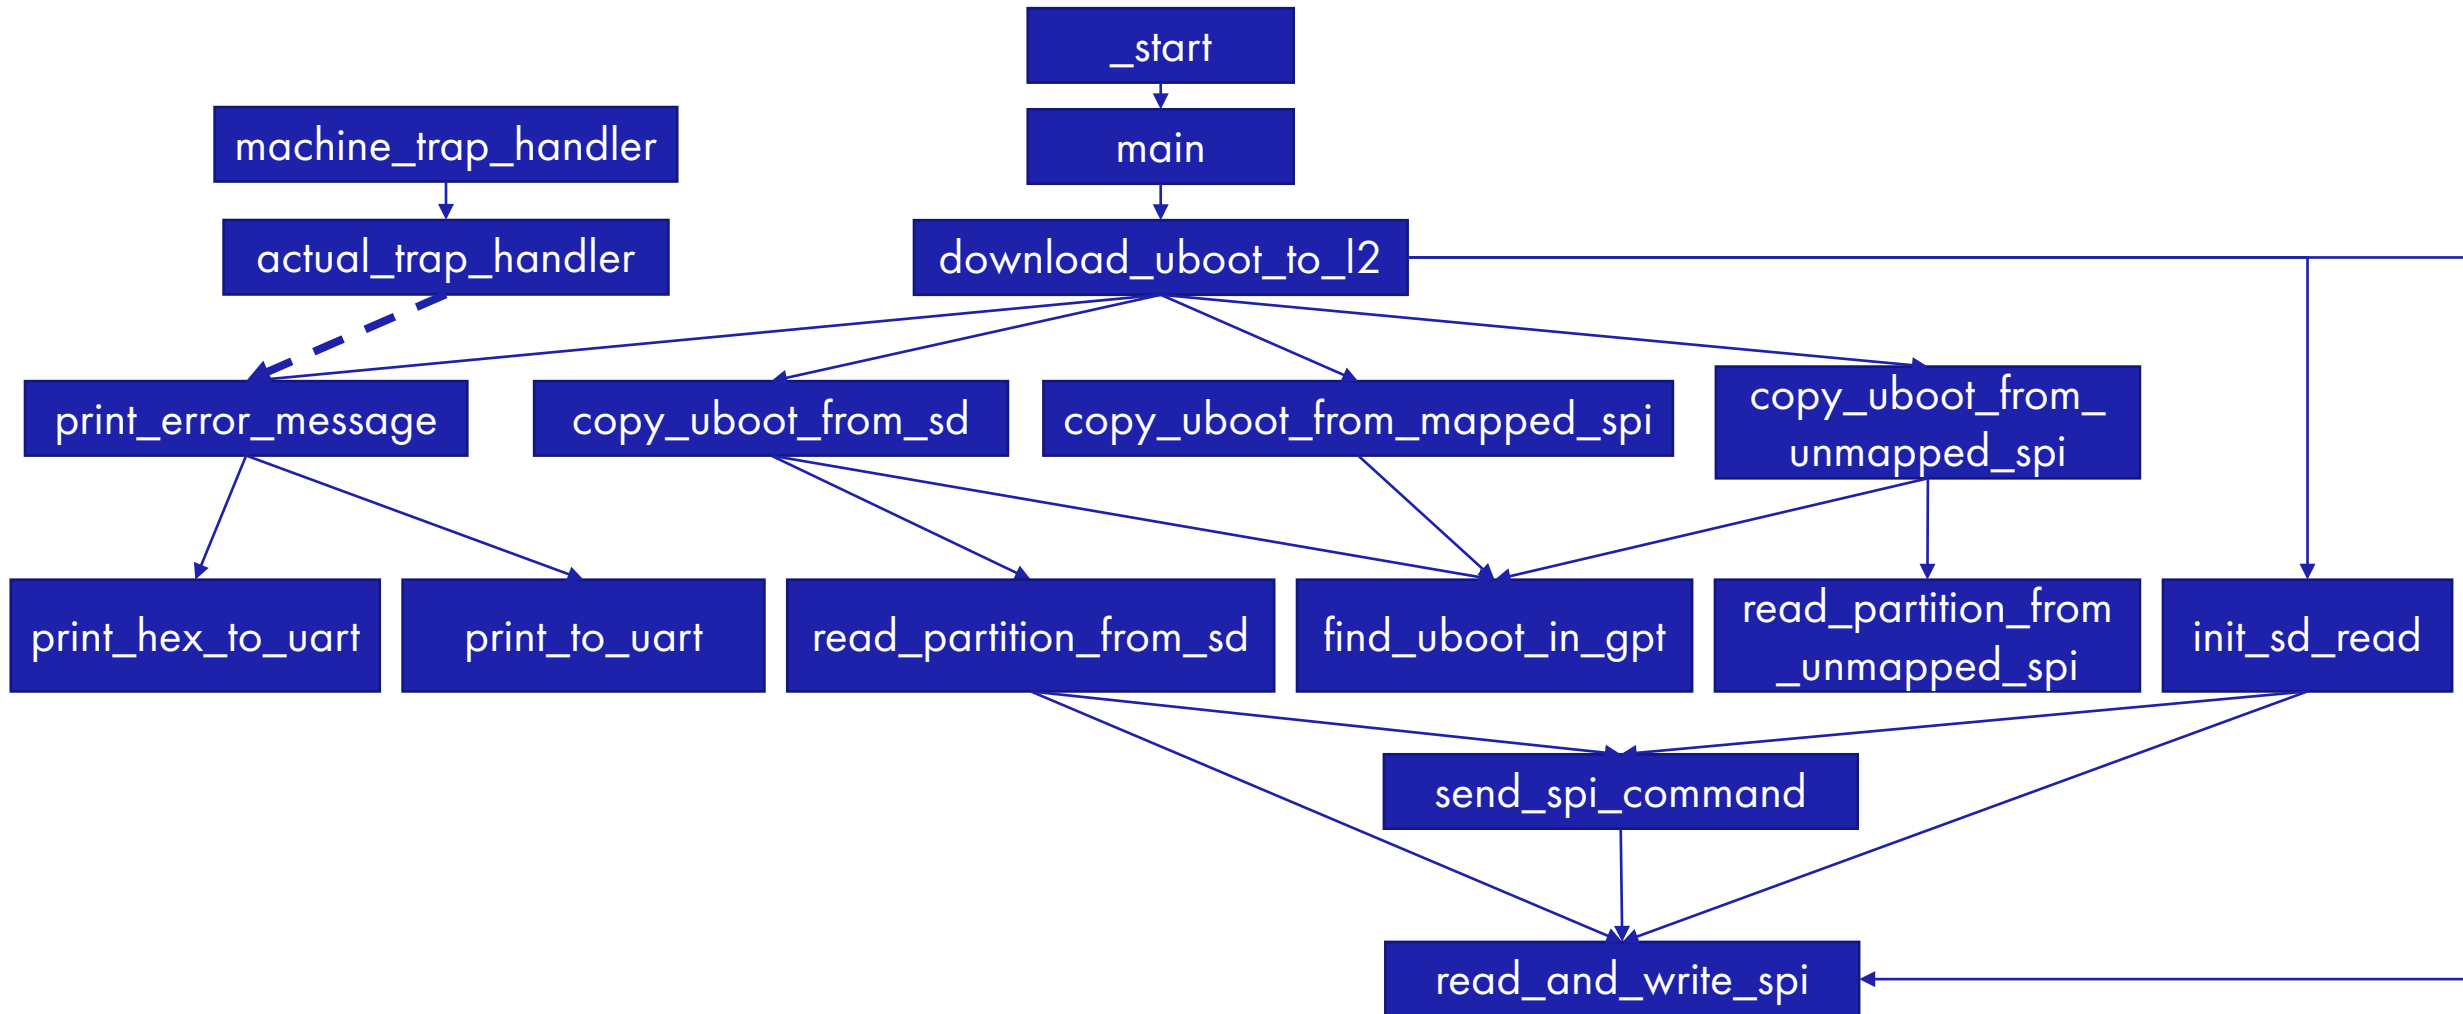 _start
machine_trap_handler
main
actual_trap_handler
download_uboot_to_l2
print_error_message
copy_uboot_from_sd
copy_uboot_from_mapped_spi
copy_uboot_from_
unmapped_spi
print_hex_to_uart
print_to_uart
read_partition_from_sd
find_uboot_in_gpt
read_partition_from
_unmapped_spi
init_sd_read
send_spi_command
read_and_write_spi